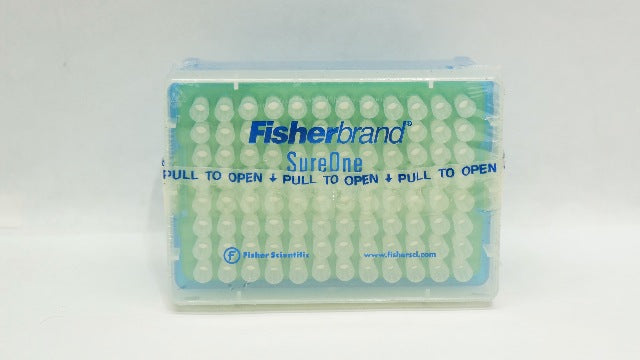 Fisherbrand®
SureOne
PULL TO OPEN ↓ PULL TO OPEN ↓ PULL TO OPEN
f Fisher Scientific
www.fishersci.com